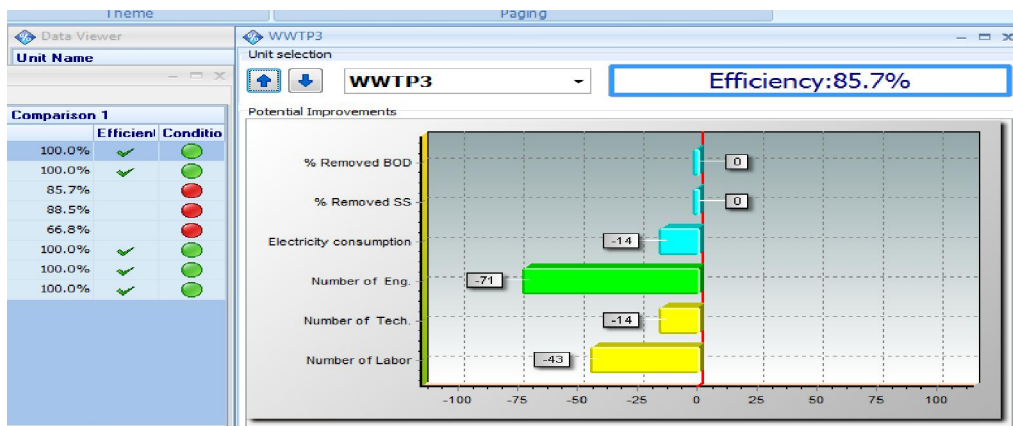 Theme Paging
Data Viewer
Unit Name
Comparison 1
Efficient Conditio
100.0%
100.0%
85.7%
88.5%
66.8%
100.0%
100.0%
100.0%
WWTP3
Unit selection
WWTP3 Efficiency:85.7%
Potential Improvements
% Removed BOD 0
% Removed SS 0
Electricity consumption -14
Number of Eng. -71
Number of Tech. -14
Number of Labor -43
-100 -75 -50 -25 0 25 50 75 100